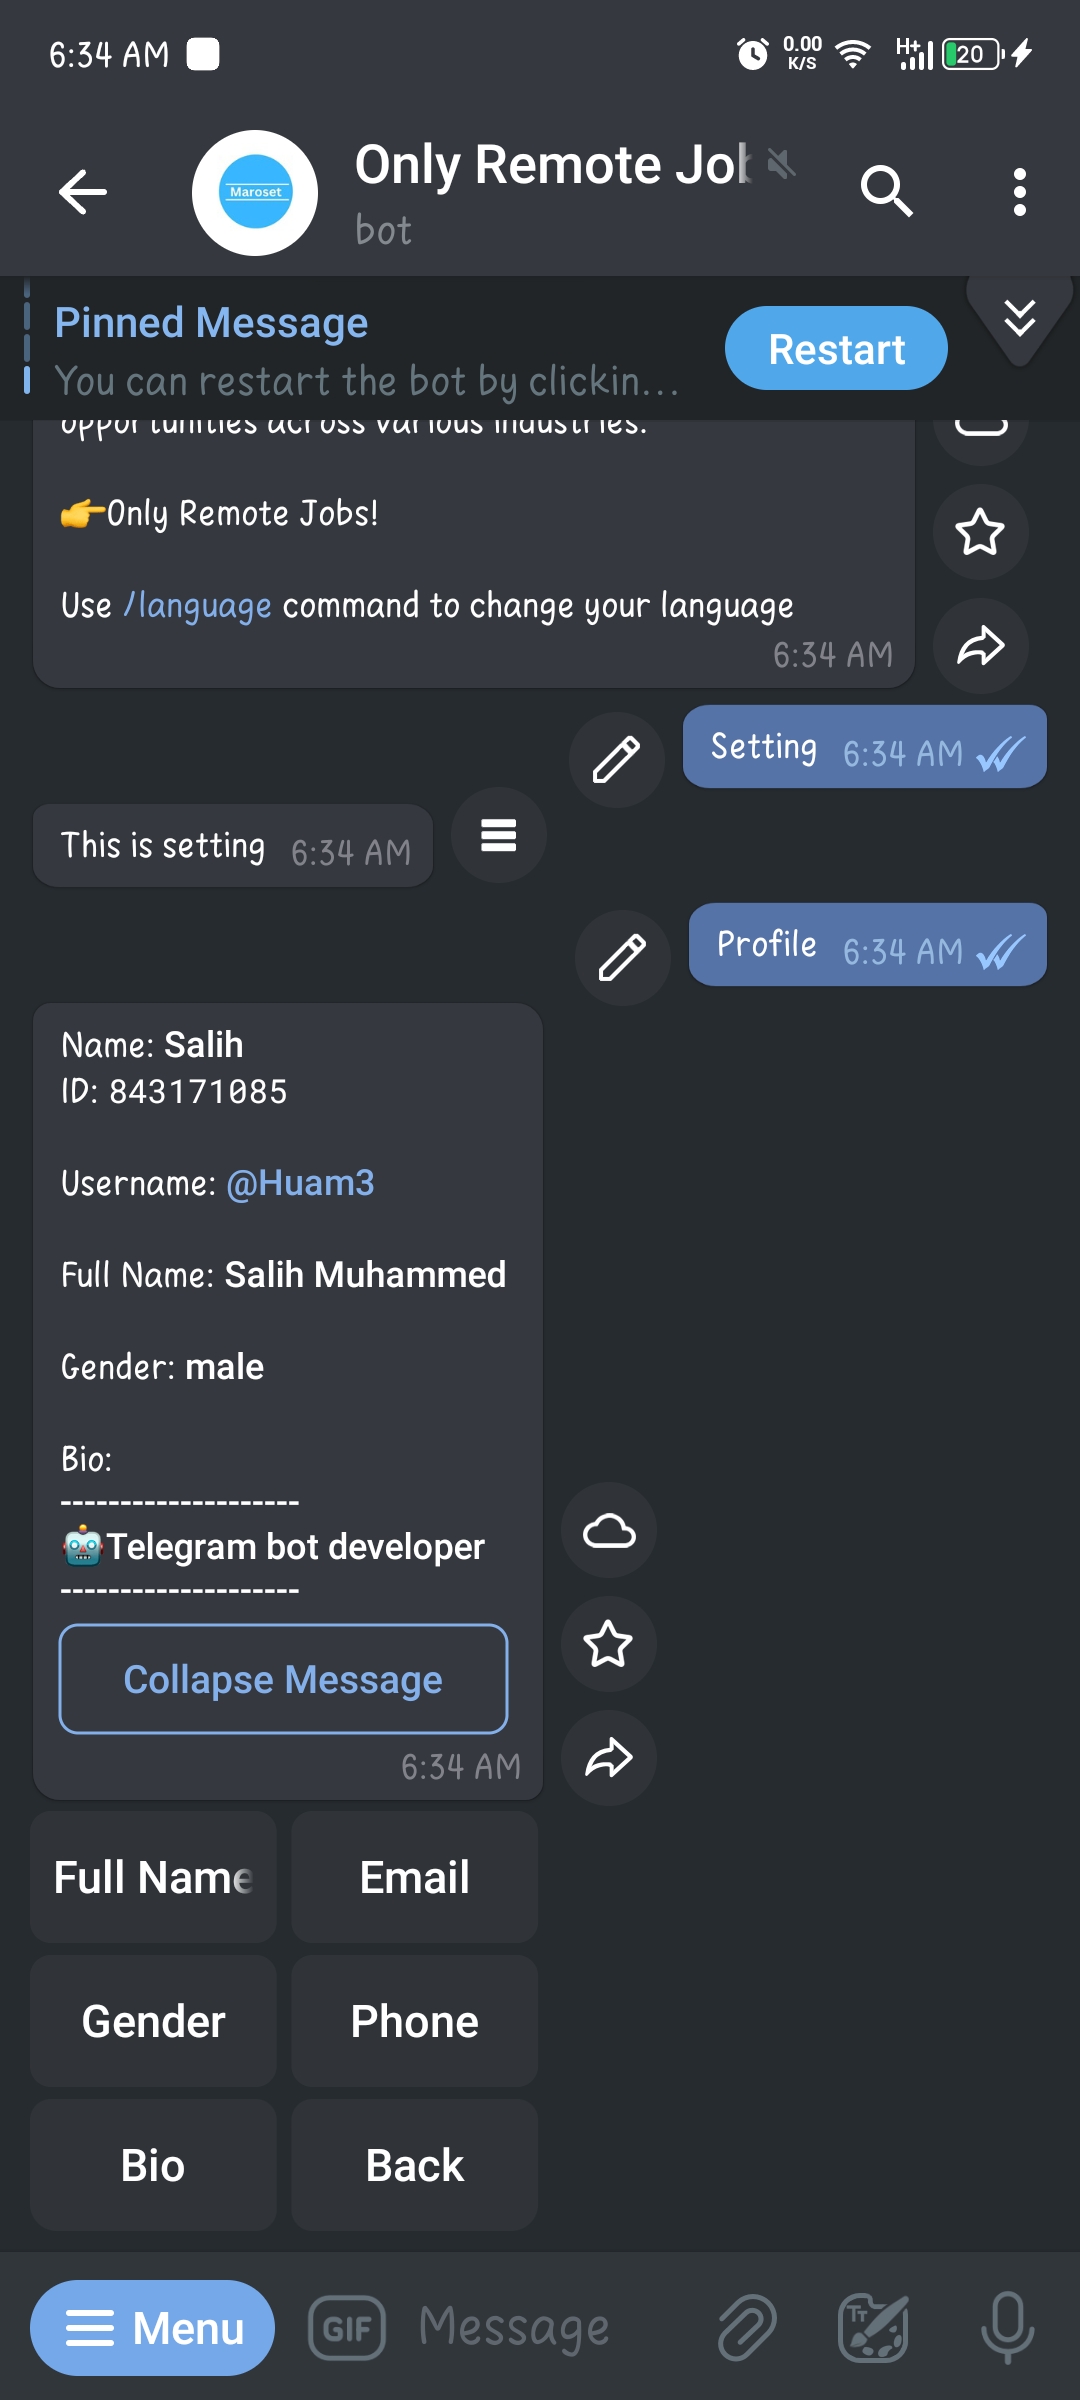 6:34 AM
0.00
K/S
H+
20
Maroset
Only Remote Jo
bot
Pinned Message
You can restart the bot by clickin...
Restart
opportunities across various industries.
👉Only Remote Jobs!
Use /language command to change your language
6:34 AM
Setting 6:34 AM
This is setting 6:34 AM
Profile 6:34 AM
Name: Salih
ID: 843171085
Username: @Huam3
Full Name: Salih Muhammed
Gender: male
Bio:
--------------------
🤖Telegram bot developer
--------------------
Collapse Message
6:34 AM
Full Name
Email
Gender
Phone
Bio
Back
Menu
GIF
Message
TT